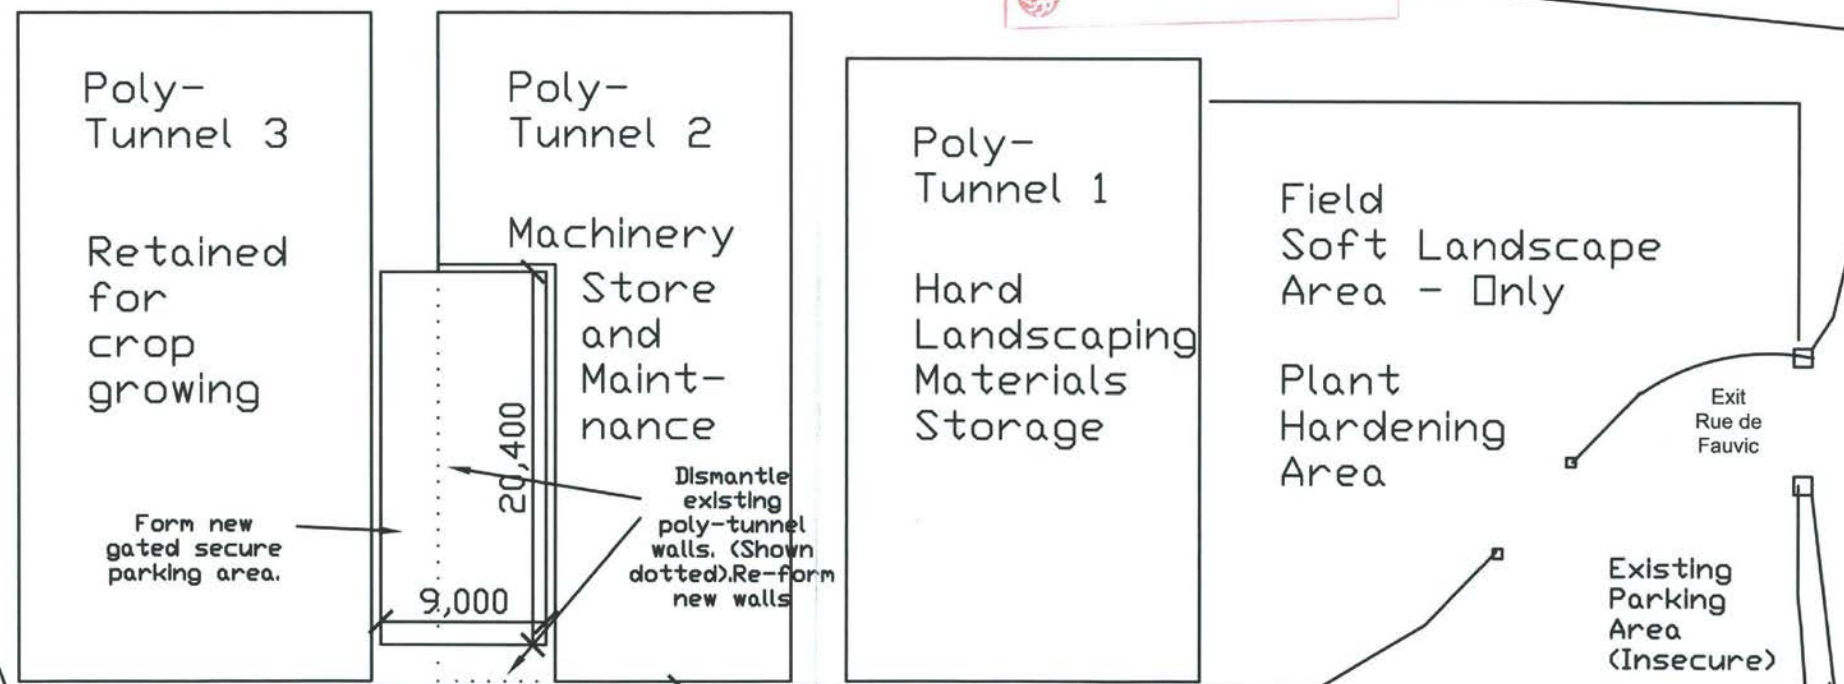 Poly-
Tunnel 3
Retained
for
crop
growing
Form new
gated secure
parking area.
Poly-
Tunnel 2
Machinery
Store
and
Maint-
nance
20,400
9,000
Dismantle
existing
poly-tunnel
walls. (Shown
dotted).Re-form
new walls
Poly-
Tunnel 1
Hard
Landscaping
Materials
Storage
Field
Soft Landscape
Area - Only
Plant
Hardening
Area
Exit
Rue de
Fauvic
Existing
Parking
Area
(Insecure)